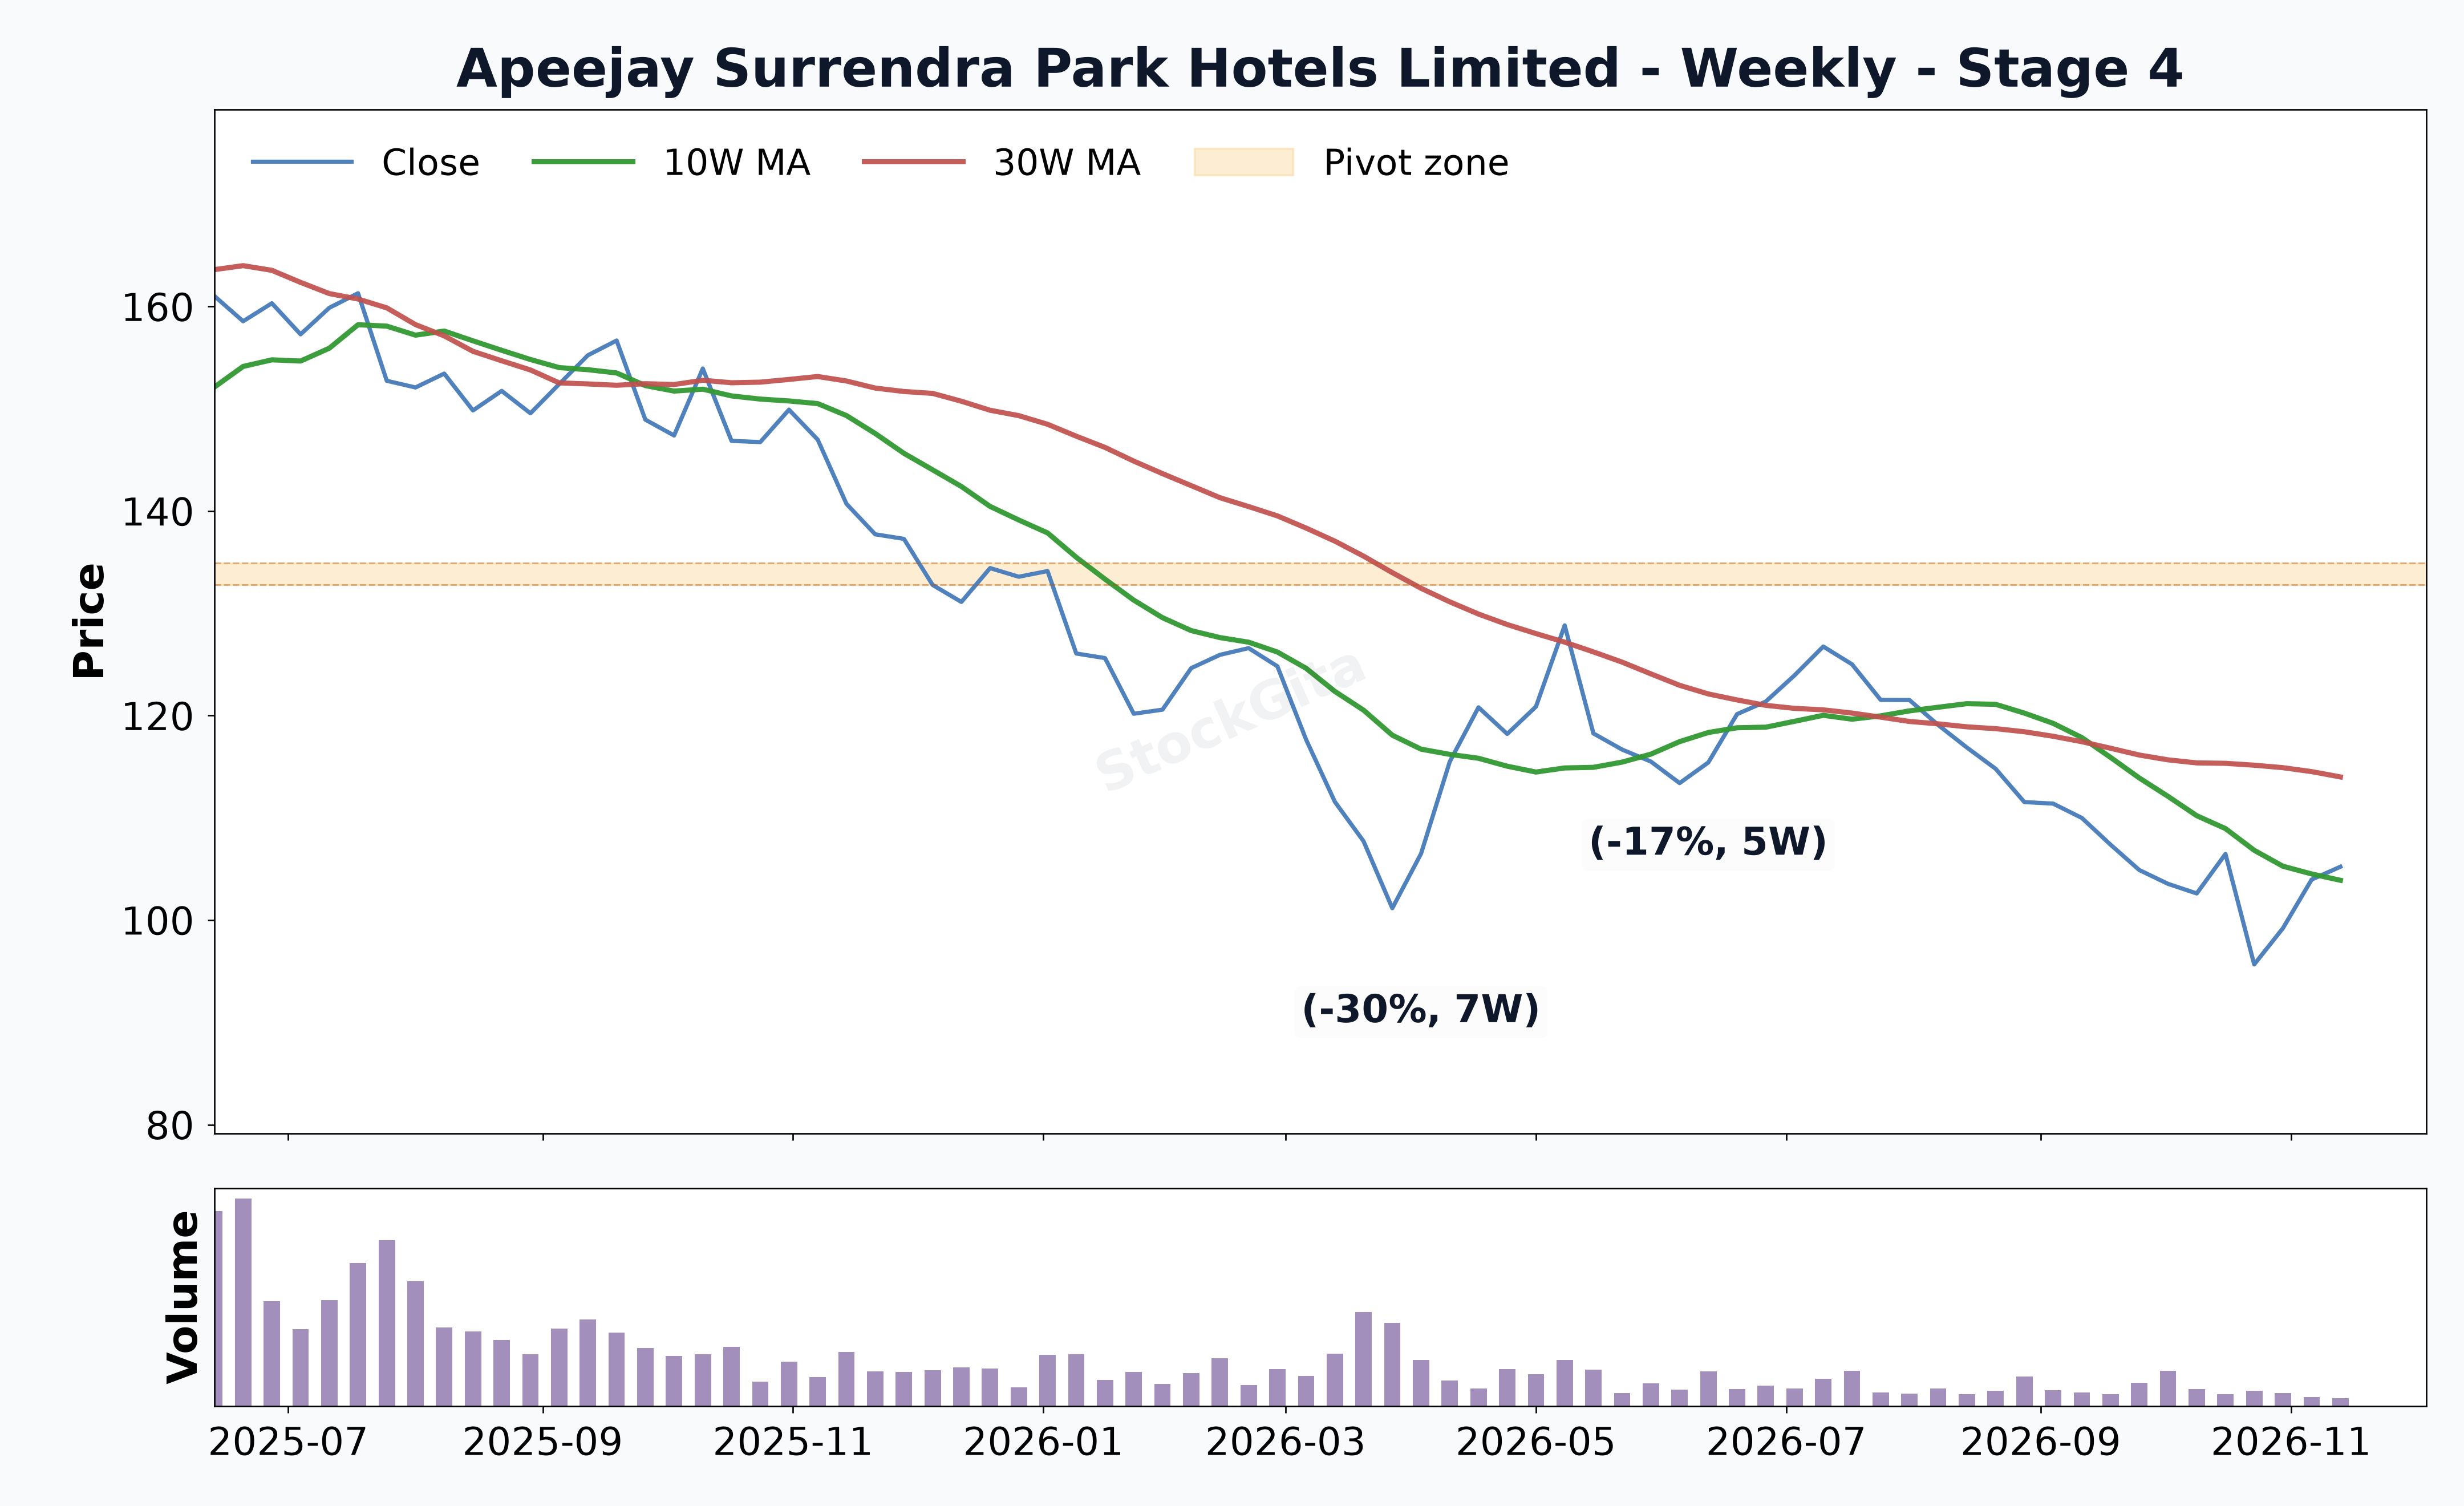 Apeejay Surrendra Park Hotels Limited - Weekly - Stage 4
Close 10W MA 30W MA Pivot zone
Price
160
140
120
100
80
StockGita
(-17%, 5W)
(-30%, 7W)
Volume
2025-07 2025-09 2025-11 2026-01 2026-03 2026-05 2026-07 2026-09 2026-11